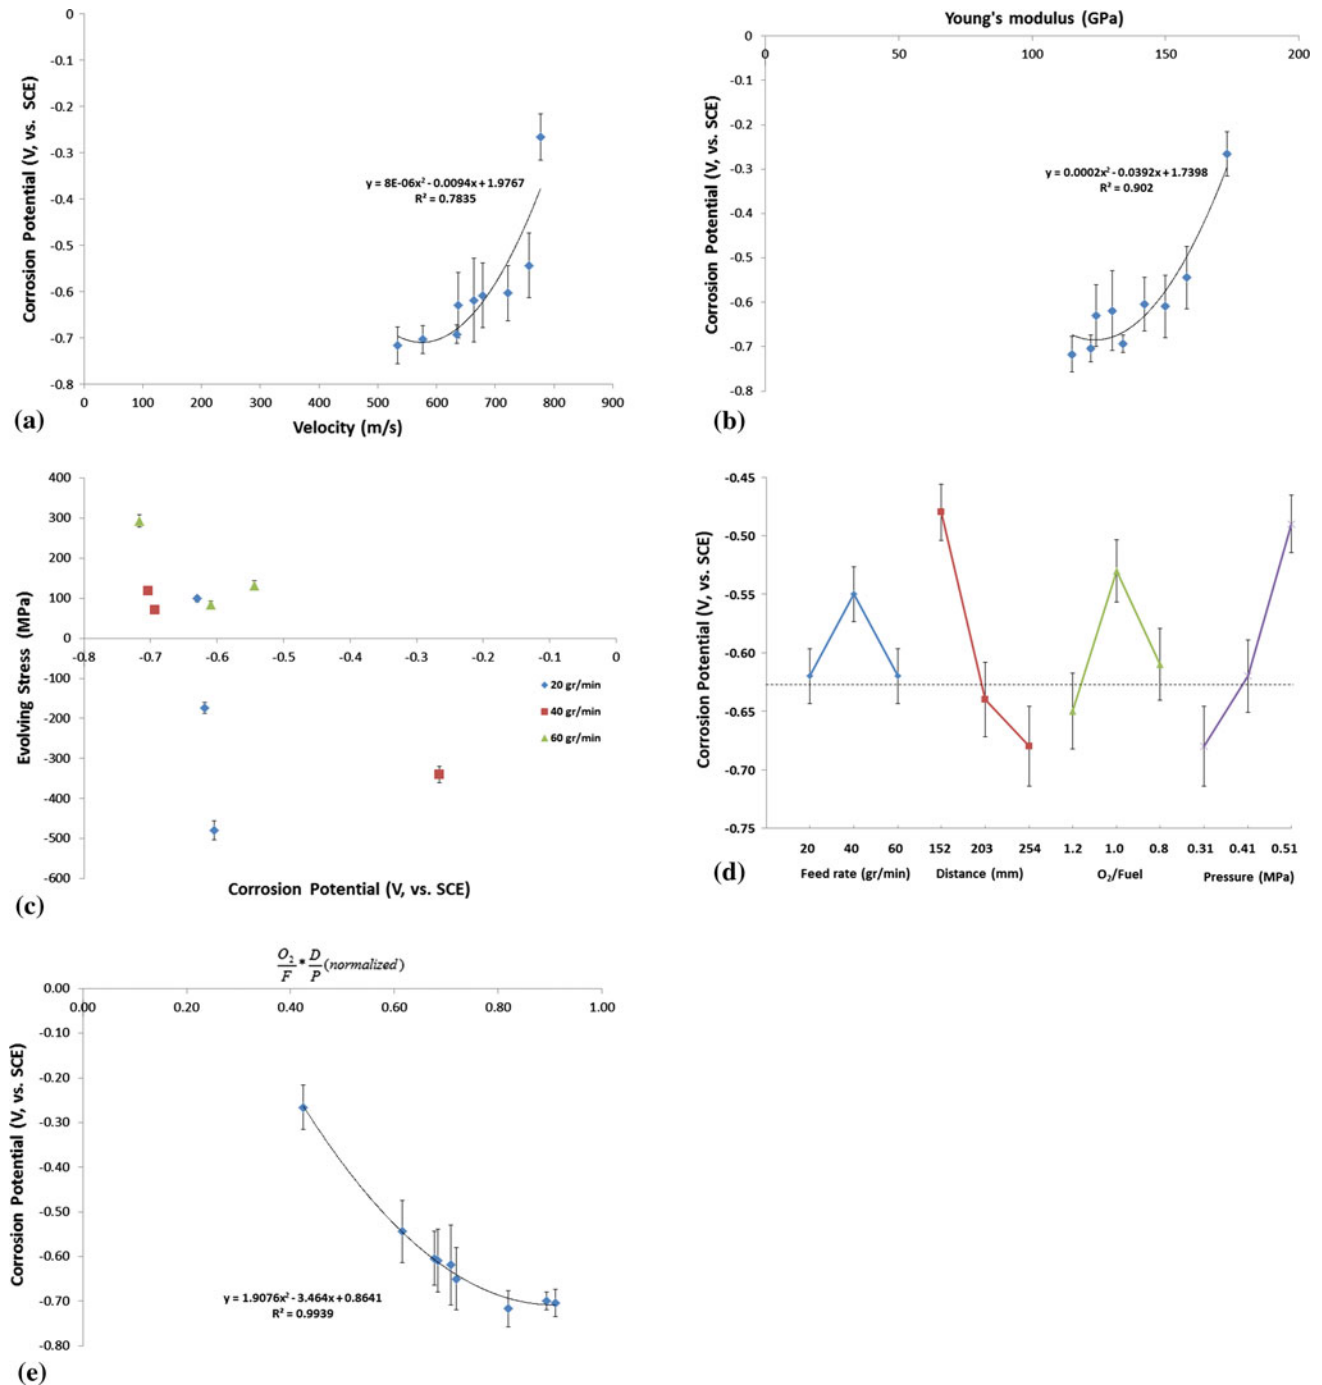 0
-0.1
-0.2
-0.3
-0.4
-0.5
-0.6
-0.7
-0.8
Corrosion Potential (V, vs. SCE)
y = 8E-06x² - 0.0094x + 1.9767
R² = 0.7835
0 100 200 300 400 500 600 700 800 900
Velocity (m/s)
(a)
Young's modulus (GPa)
0 50 100 150 200
0
-0.1
-0.2
-0.3
-0.4
-0.5
-0.6
-0.7
-0.8
Corrosion Potential (V, vs. SCE)
y = 0.0002x² - 0.0392x + 1.7398
R² = 0.902
(b)
400
300
200
100
0
-100
-200
-300
-400
-500
-600
Evolving Stress (MPa)
-0.8 -0.7 -0.6 -0.5 -0.4 -0.3 -0.2 -0.1 0
20 gr/min
40 gr/min
60 gr/min
Corrosion Potential (V, vs. SCE)
(c)
-0.45
-0.50
-0.55
-0.60
-0.65
-0.70
-0.75
Corrosion Potential (V, vs. SCE)
20 40 60 152 203 254 1.2 1.0 0.8 0.31 0.41 0.51
Feed rate (gr/min) Distance (mm) O₂/Fuel Pressure (MPa)
(d)
O₂/F * D/P (normalized)
0.00 0.20 0.40 0.60 0.80 1.00
0.00
-0.10
-0.20
-0.30
-0.40
-0.50
-0.60
-0.70
-0.80
Corrosion Potential (V, vs. SCE)
y = 1.9076x² - 3.464x + 0.8641
R² = 0.9939
(e)